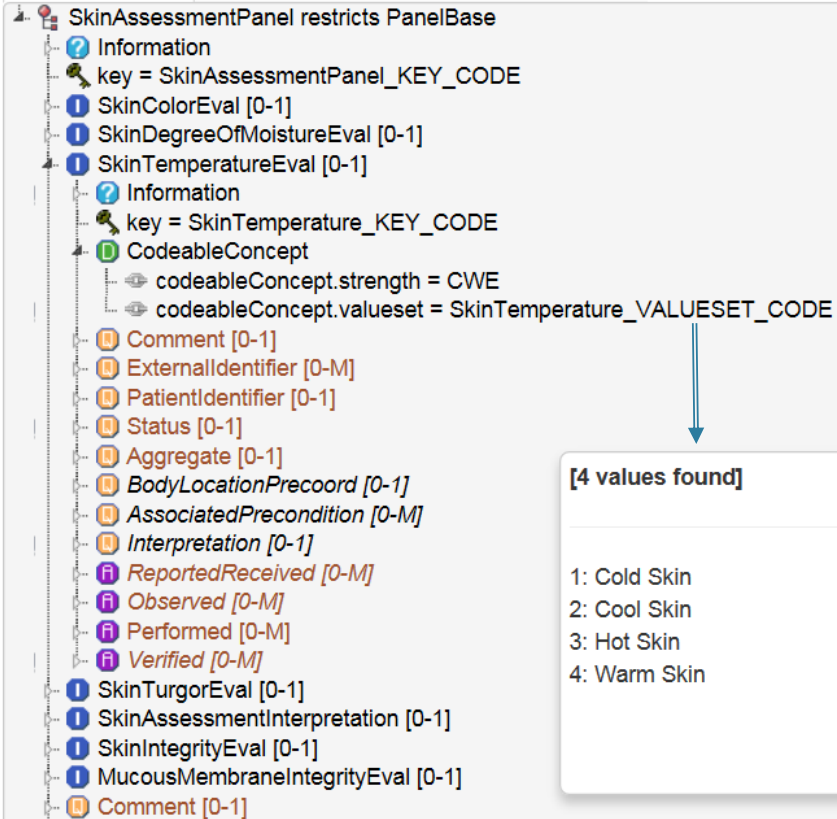 SkinAssessmentPanel restricts PanelBase
Information
key = SkinAssessmentPanel_KEY_CODE
SkinColorEval [0-1]
SkinDegreeOfMoistureEval [0-1]
SkinTemperatureEval [0-1]
Information
key = SkinTemperature_KEY_CODE
CodeableConcept
codeableConcept.strength = CWE
codeableConcept.valueset = SkinTemperature_VALUESET_CODE
Comment [0-1]
ExternalIdentifier [0-M]
PatientIdentifier [0-1]
Status [0-1]
Aggregate [0-1]
BodyLocationPrecoord [0-1]
AssociatedPrecondition [0-M]
Interpretation [0-1]
ReportedReceived [0-M]
Observed [0-M]
Performed [0-M]
Verified [0-M]
SkinTurgorEval [0-1]
SkinAssessmentInterpretation [0-1]
SkinIntegrityEval [0-1]
MucousMembraneIntegrityEval [0-1]
Comment [0-1]
[4 values found]
1: Cold Skin
2: Cool Skin
3: Hot Skin
4: Warm Skin